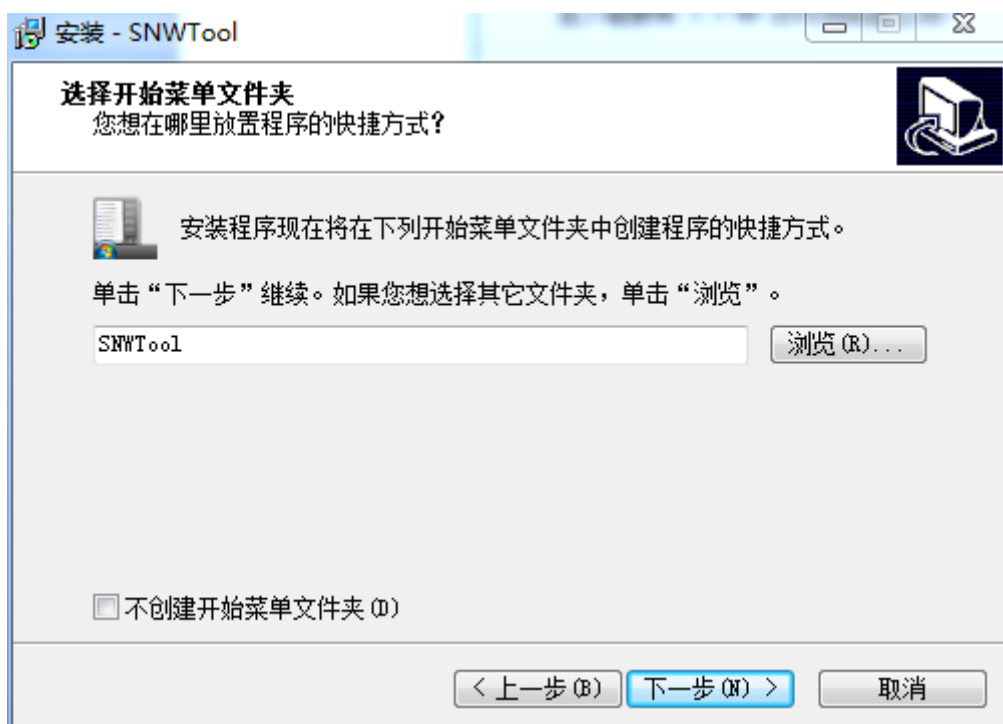 安装 - SNWTool
选择开始菜单文件夹
您想在哪里放置程序的快捷方式?
安装程序现在将在下列开始菜单文件夹中创建程序的快捷方式。
单击“下一步”继续。如果您想选择其它文件夹，单击“浏览”。
SNWTool
浏览(R)...
不创建开始菜单文件夹(D)
< 上一步(B)
下一步(N) >
取消